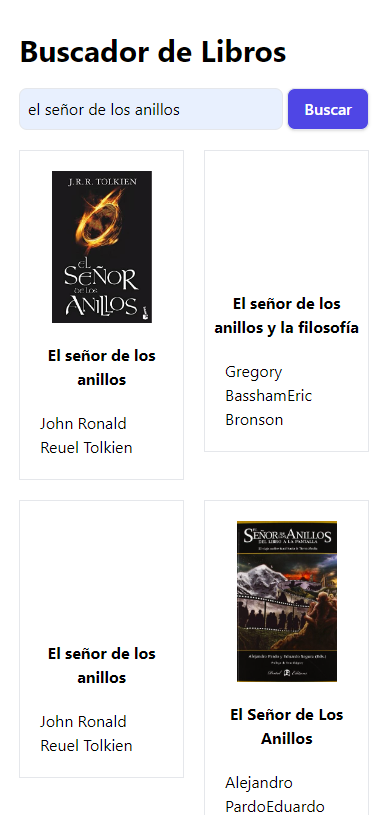 Buscador de Libros
el señor de los anillos
Buscar
J.R.R. TOLKIEN
EL
SEÑOR
DE LOS
ANILLOS
El señor de los
anillos
John Ronald
Reuel Tolkien
El señor de los
anillos y la filosofía
Gregory
BasshamEric
Bronson
El señor de los
anillos
John Ronald
Reuel Tolkien
EL
SEÑOR DE LOS ANILLOS
DEL LIBRO A LA PANTALLA
El Señor de Los
Anillos
Alejandro
PardoEduardo